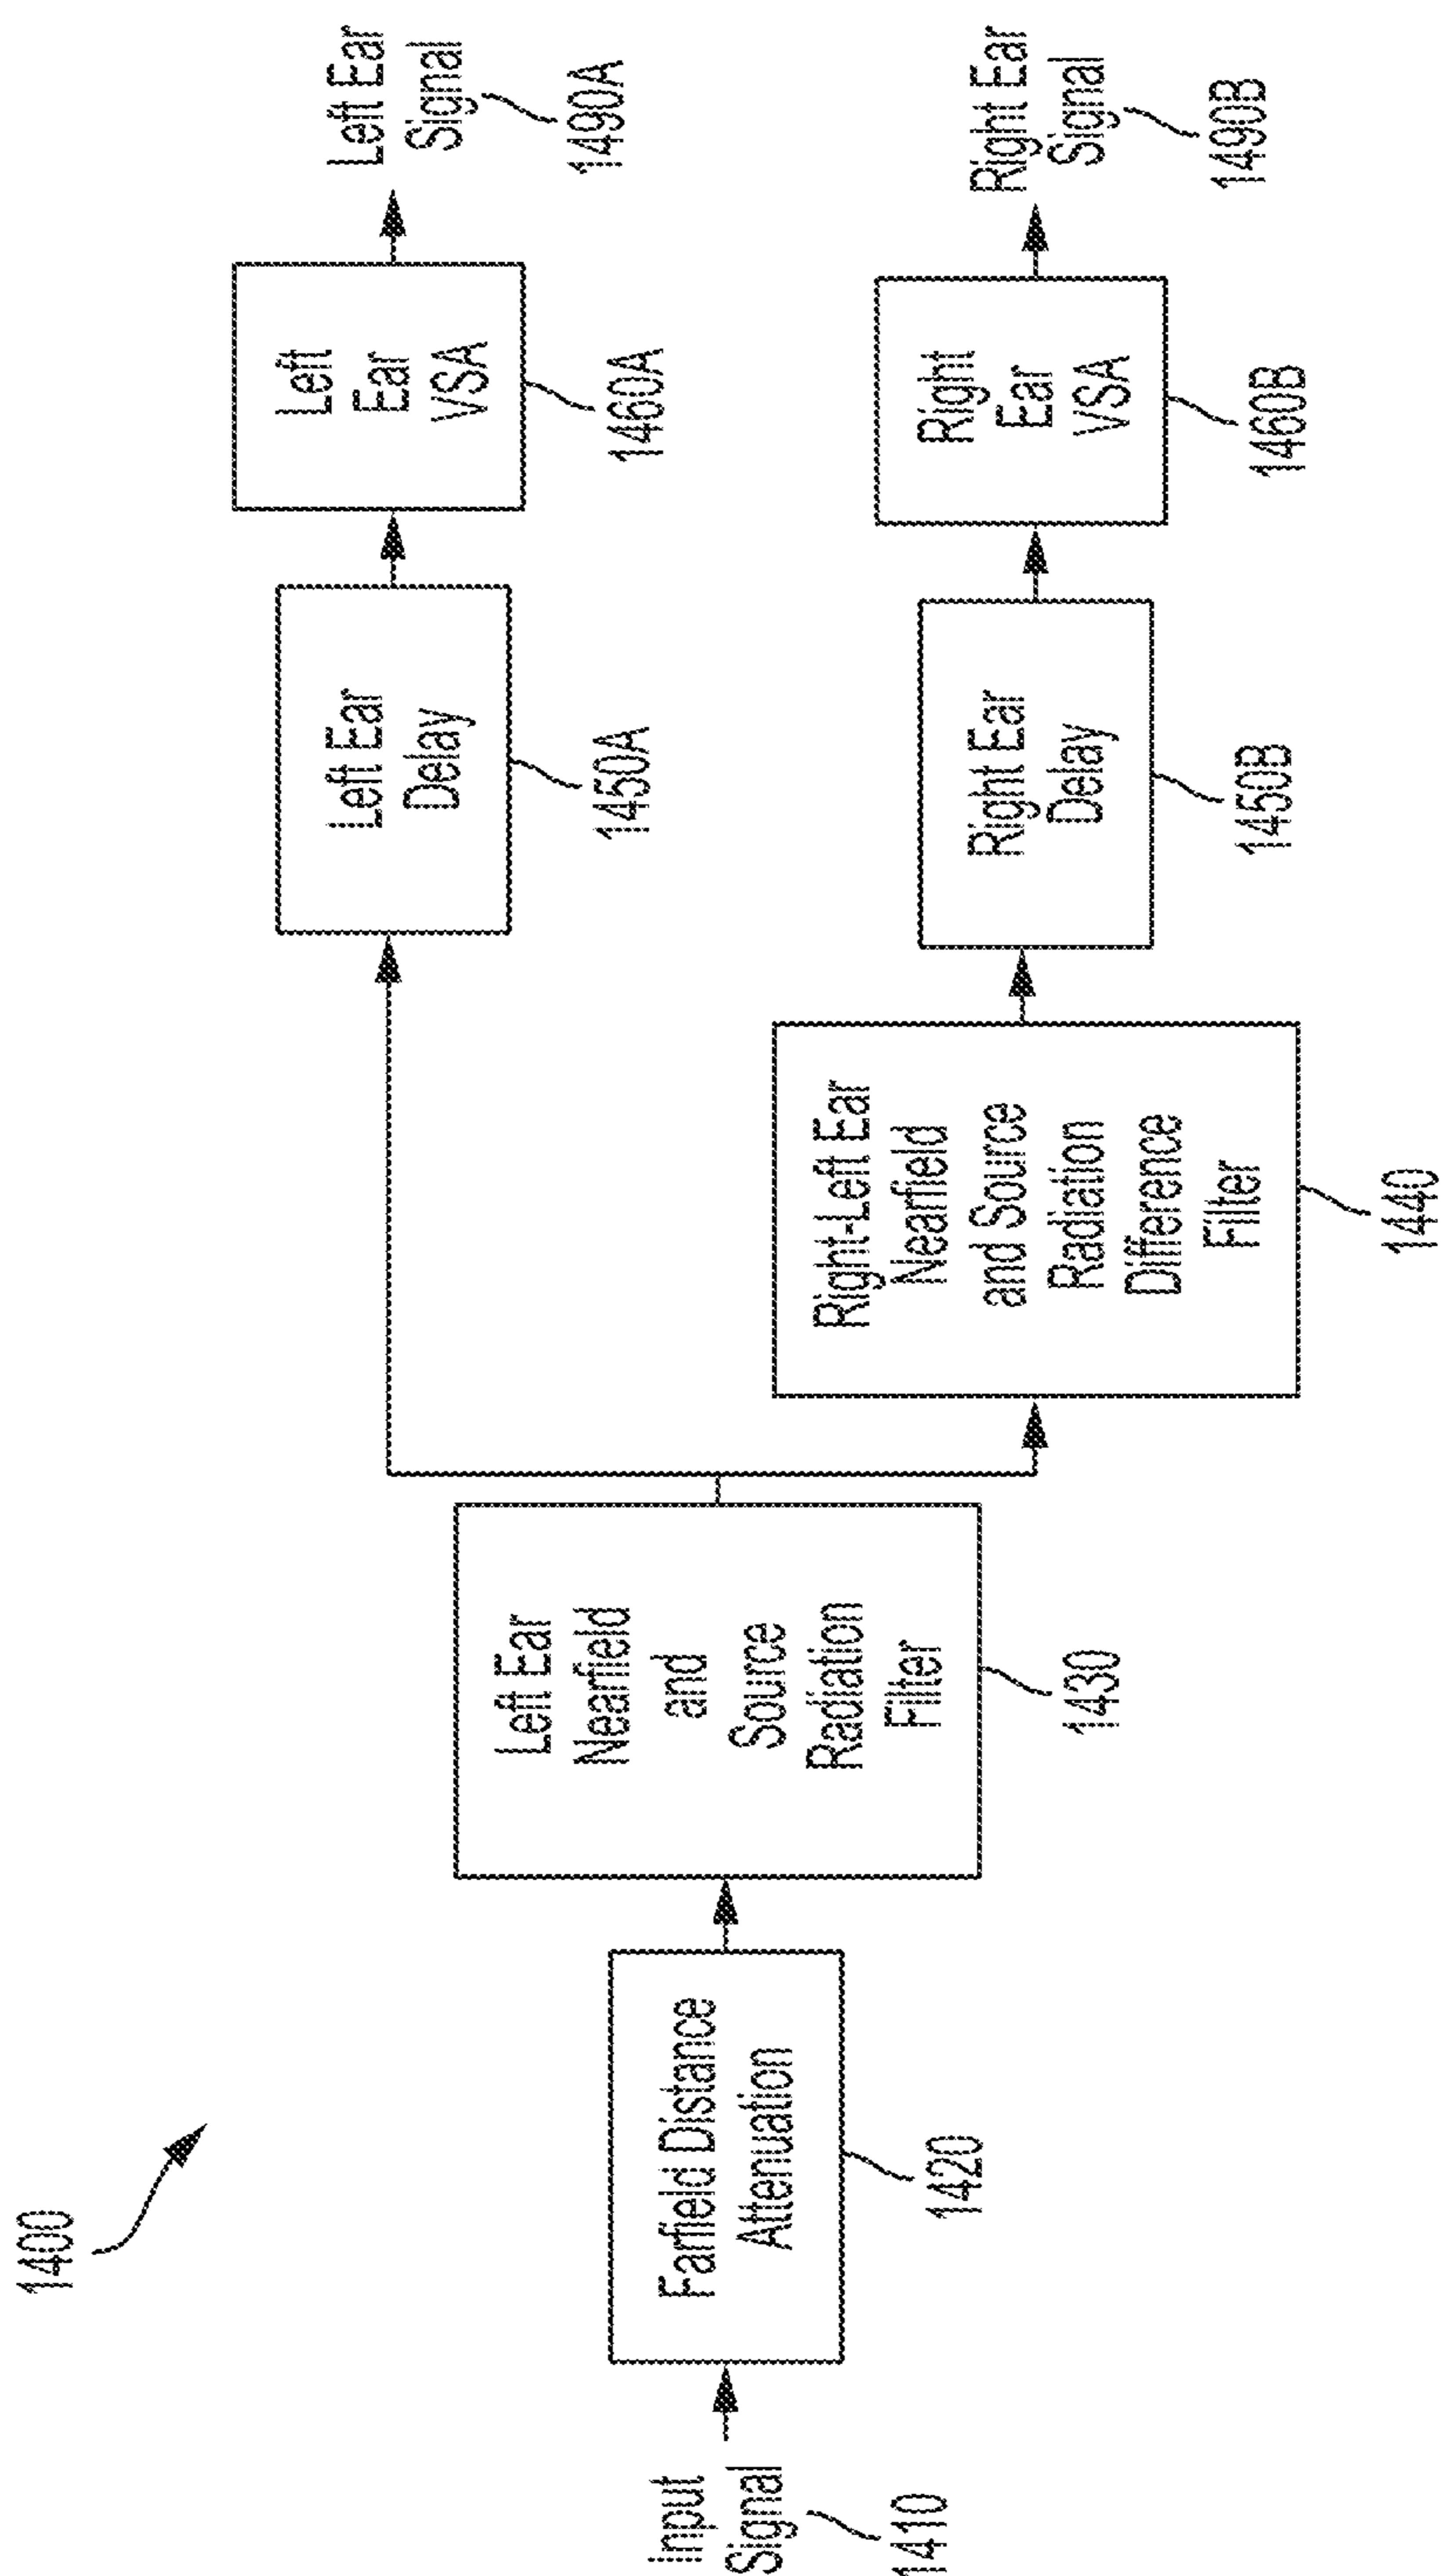 1400
Input
Signal
1410
Farfield Distance
Attenuation
1420
Left Ear
Nearfield
and
Source
Radiation
Filter
1430
Left Ear
Delay
1450A
Left
Ear
VSA
1460A
Left Ear
Signal
1490A
Right-Left Ear
Nearfield
and Source
Radiation
Difference
Filter
1440
Right Ear
Delay
1450B
Right
Ear
VSA
1460B
Right Ear
Signal
1490B